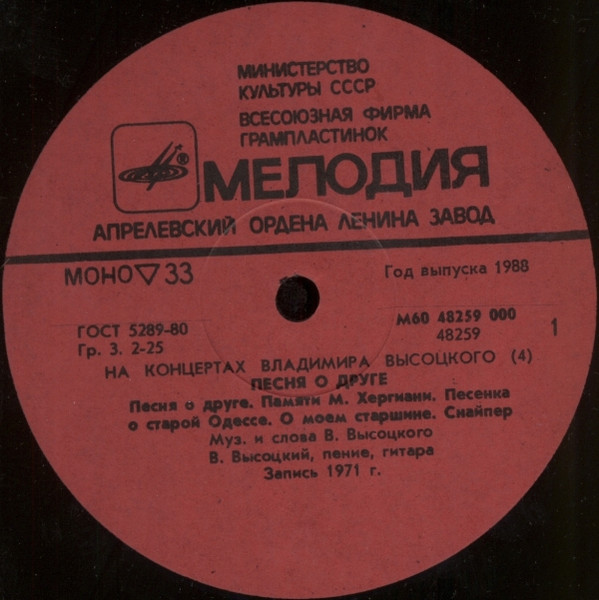 МИНИСТЕРСТВО
КУЛЬТУРЫ СССР
ВСЕСОЮЗНАЯ ФИРМА
ГРАМПЛАСТИНОК
®
МЕЛОДИЯ
АПРЕЛЕВСКИЙ ОРДЕНА ЛЕНИНА ЗАВОД
МОНО ▽ 33
Год выпуска 1988
ГОСТ 5289-80
Гр. 3. 2-25
М60 48259 000
48259
1
НА КОНЦЕРТАХ ВЛАДИМИРА ВЫСОЦКОГО (4)
ПЕСНЯ О ДРУГЕ
Песня о друге. Памяти М. Хергиани. Песенка
о старой Одессе. О моем старшине. Снайпер
Муз. и слова В. Высоцкого
В. Высоцкий, пение, гитара
Запись 1971 г.